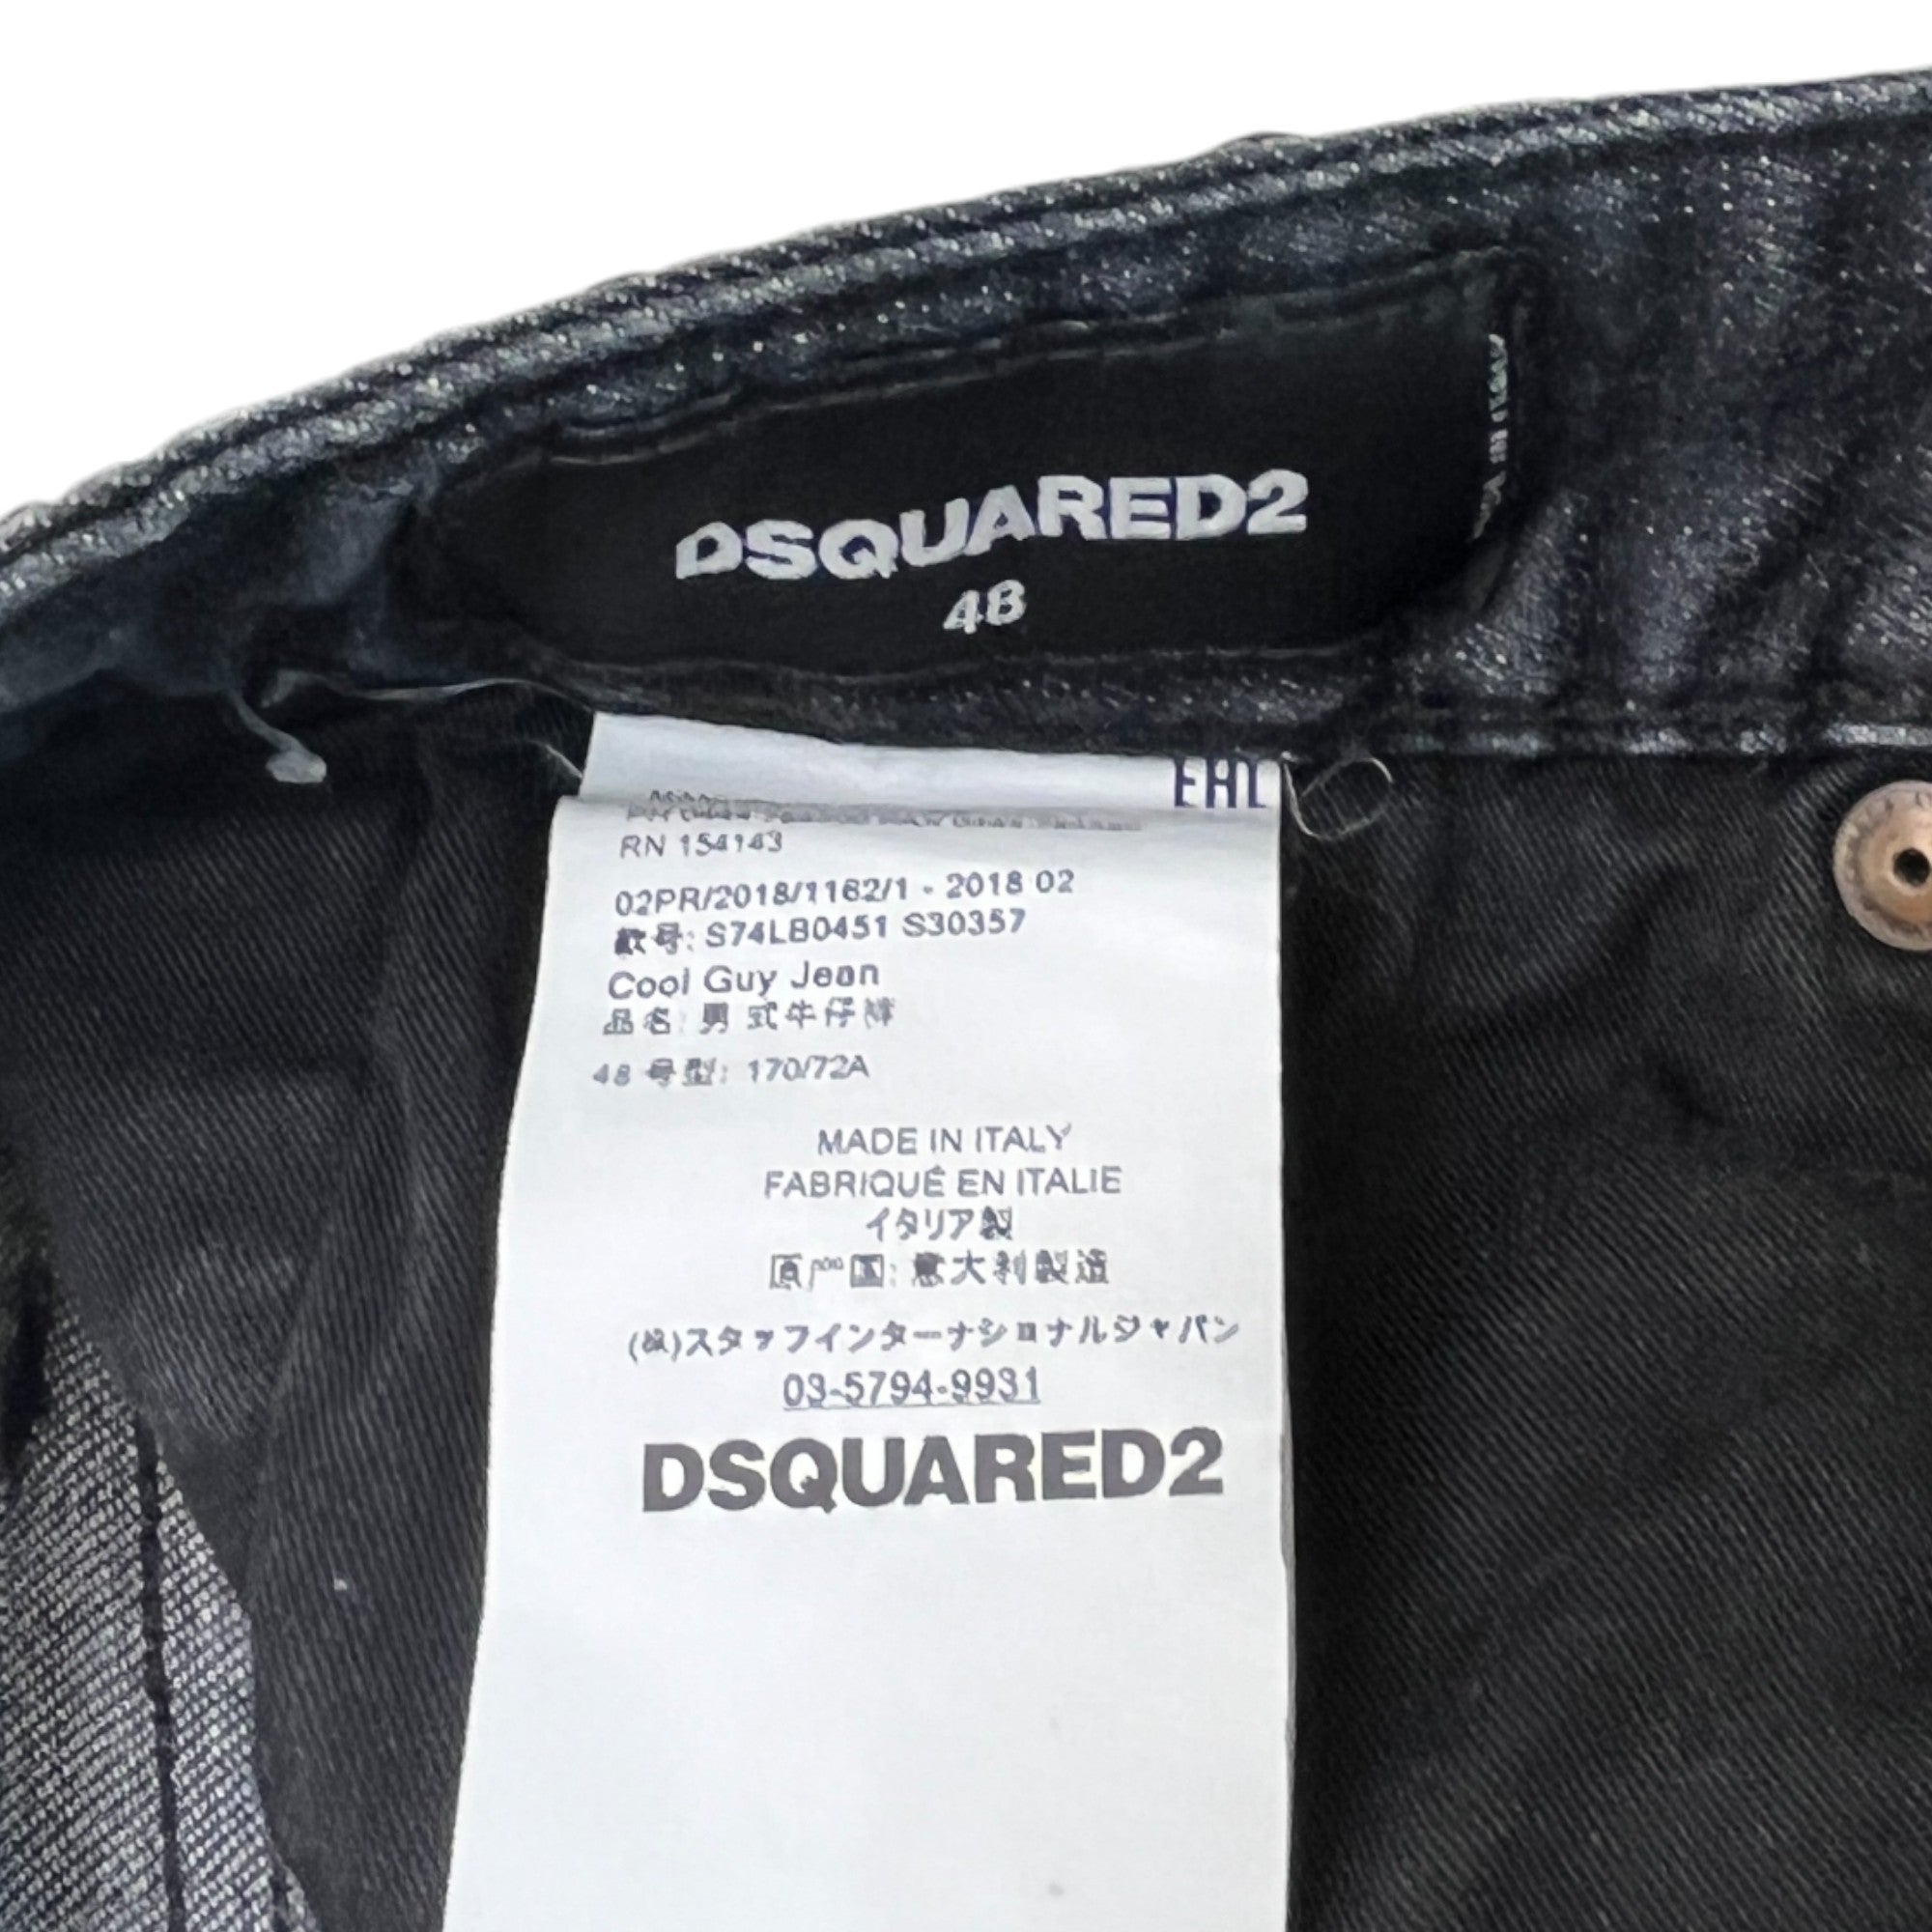 DSQUARED2
48
EAC
RN 154143
02PR/2018/1162/1 - 2018 02
款号: S74LB0451 S30357
Cool Guy Jean
品名: 男式牛仔裤
48 号型: 170/72A
MADE IN ITALY
FABRIQUÉ EN ITALIE
イタリア製
原产国: 意大利製造
(株)スタッフインターナショナルジャパン
03-5794-9931
DSQUARED2